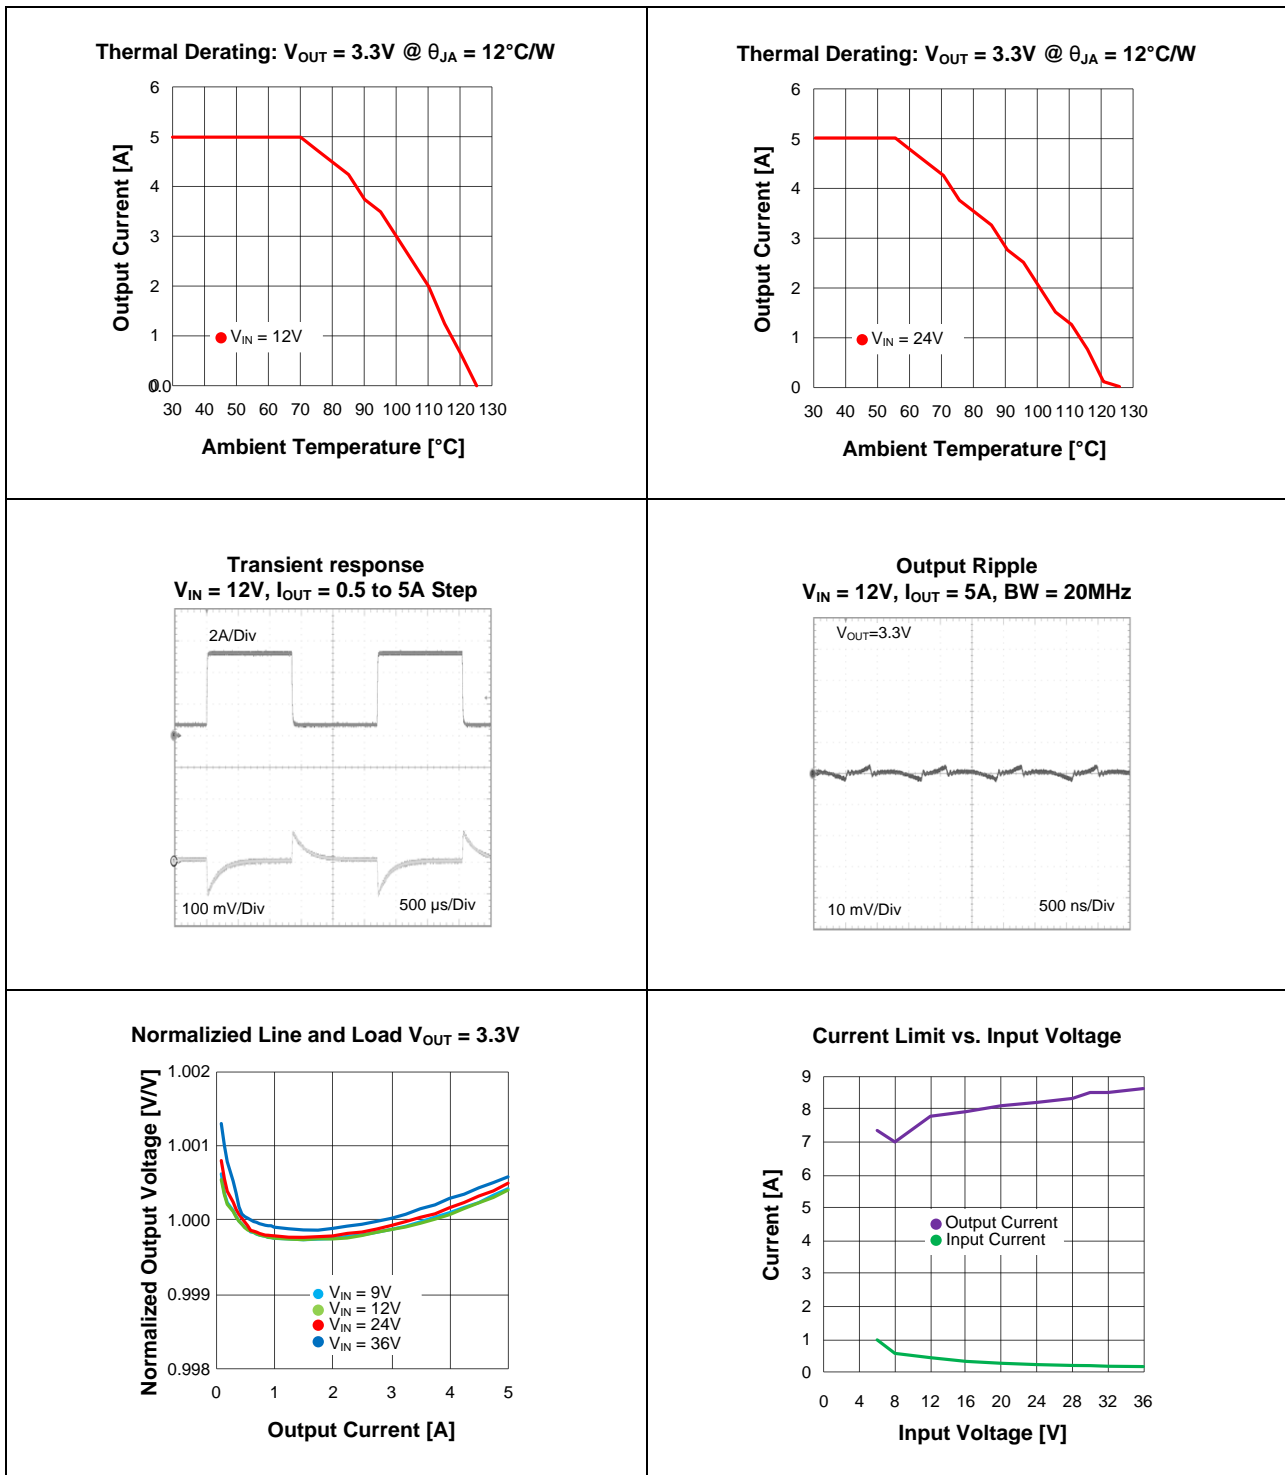 Thermal Derating: VOUT = 3.3V @ θJA = 12°C/W
6
5
4
3
2
1
0
0.0
Output Current [A]
VIN = 12V
30 40 50 60 70 80 90 100 110 120 130
Ambient Temperature [°C]
Thermal Derating: VOUT = 3.3V @ θJA = 12°C/W
6
5
4
3
2
1
0
Output Current [A]
VIN = 24V
30 40 50 60 70 80 90 100 110 120 130
Ambient Temperature [°C]
Transient response
VIN = 12V, IOUT = 0.5 to 5A Step
2A/Div
100 mV/Div
500 µs/Div
Output Ripple
VIN = 12V, IOUT = 5A, BW = 20MHz
VOUT=3.3V
10 mV/Div
500 ns/Div
Normalizied Line and Load VOUT = 3.3V
1.002
1.001
1.000
0.999
0.998
Normalized Output Voltage [V/V]
VIN = 9V
VIN = 12V
VIN = 24V
VIN = 36V
0 1 2 3 4 5
Output Current [A]
Current Limit vs. Input Voltage
9
8
7
6
5
4
3
2
1
0
Current [A]
Output Current
Input Current
0 4 8 12 16 20 24 28 32 36
Input Voltage [V]